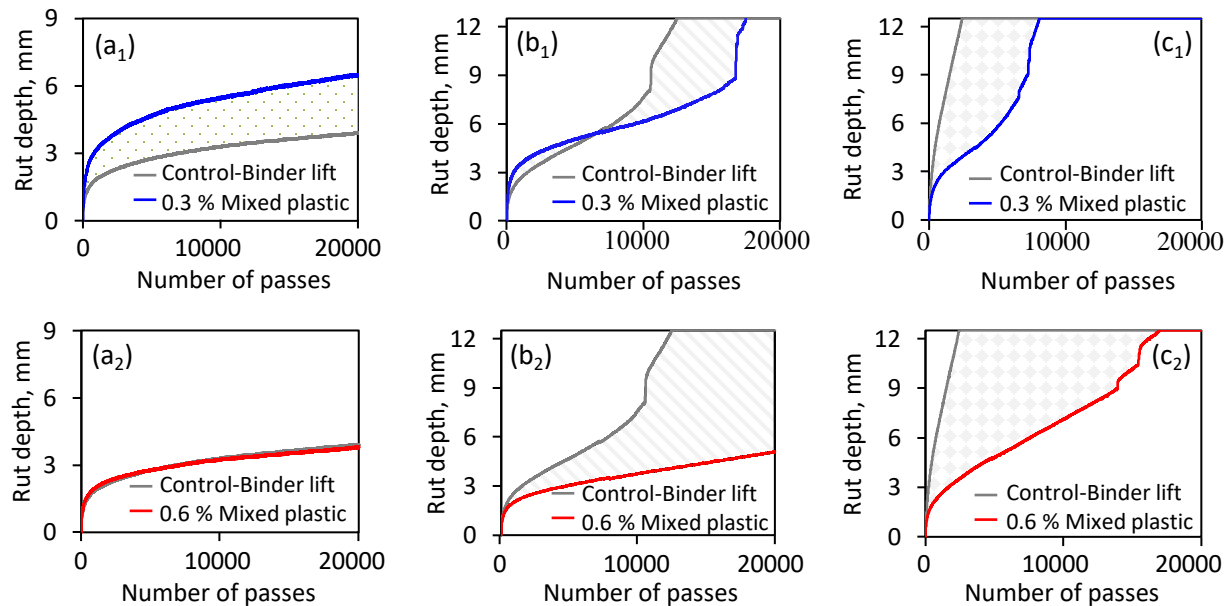 (a1)
Rut depth, mm
9
6
3
0
Control-Binder lift
0.3 % Mixed plastic
0 10000 20000
Number of passes
(b1)
Rut depth, mm
12
9
6
3
0
Control-Binder lift
0.3 % Mixed plastic
0 10000 20000
Number of passes
(c1)
Rut depth, mm
12
9
6
3
0
Control-Binder lift
0.3 % Mixed plastic
0 10000 20000
Number of passes
(a2)
Rut depth, mm
9
6
3
0
Control-Binder lift
0.6 % Mixed plastic
0 10000 20000
Number of passes
(b2)
Rut depth, mm
12
9
6
3
0
Control-Binder lift
0.6 % Mixed plastic
0 10000 20000
Number of passes
(c2)
Rut depth, mm
12
9
6
3
0
Control-Binder lift
0.6 % Mixed plastic
0 10000 20000
Number of passes